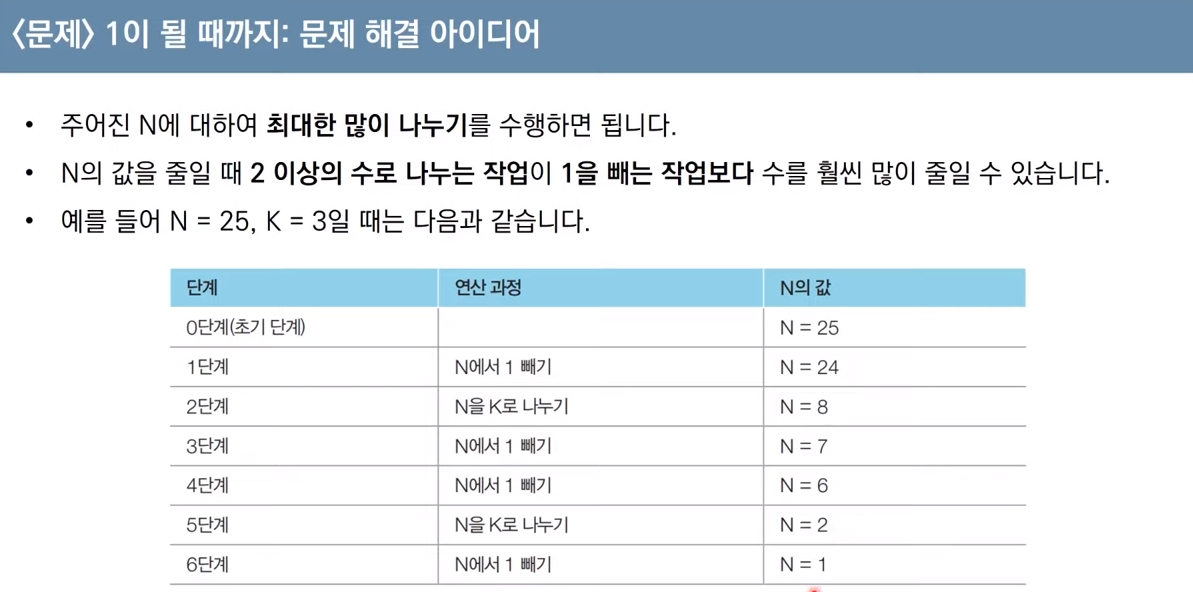 〈문제〉 1이 될 때까지: 문제 해결 아이디어
• 주어진 N에 대하여 최대한 많이 나누기를 수행하면 됩니다.
• N의 값을 줄일 때 2 이상의 수로 나누는 작업이 1을 빼는 작업보다 수를 훨씬 많이 줄일 수 있습니다.
• 예를 들어 N = 25, K = 3일 때는 다음과 같습니다.
단계 연산 과정 N의 값
0단계(초기 단계) N = 25
1단계 N에서 1 빼기 N = 24
2단계 N을 K로 나누기 N = 8
3단계 N에서 1 빼기 N = 7
4단계 N에서 1 빼기 N = 6
5단계 N을 K로 나누기 N = 2
6단계 N에서 1 빼기 N = 1